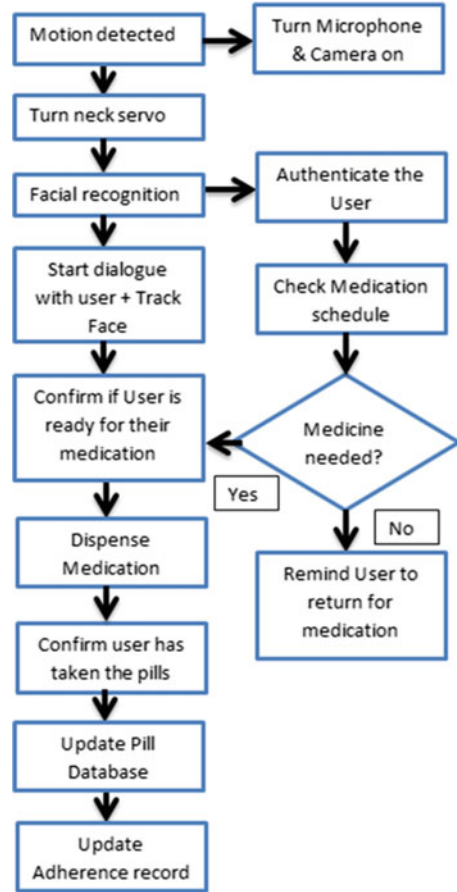 Motion detected
Turn Microphone
& Camera on
Turn neck servo
Facial recognition
Authenticate the
User
Start dialogue
with user + Track
Face
Check Medication
schedule
Confirm if User is
ready for their
medication
Medicine
needed?
Yes
No
Dispense
Medication
Remind User to
return for
medication
Confirm user has
taken the pills
Update Pill
Database
Update
Adherence record